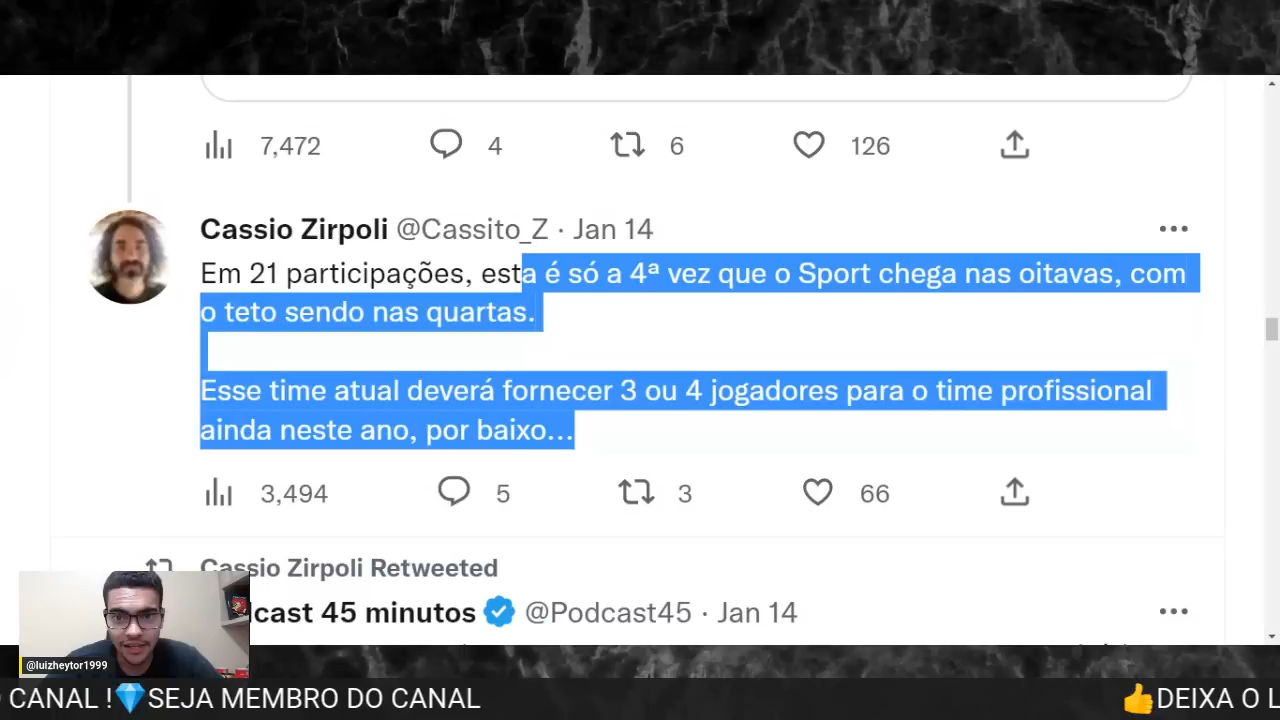 7,472 4 6 126
Cassio Zirpoli @Cassito_Z · Jan 14
Em 21 participações, esta é só a 4ª vez que o Sport chega nas oitavas, com
o teto sendo nas quartas.
Esse time atual deverá fornecer 3 ou 4 jogadores para o time profissional
ainda neste ano, por baixo...
3,494 5 3 66
Cassio Zirpoli Retweeted
cast 45 minutos @Podcast45 · Jan 14
@luizheytor1999
CANAL !💎SEJA MEMBRO DO CANAL 👍DEIXA O L